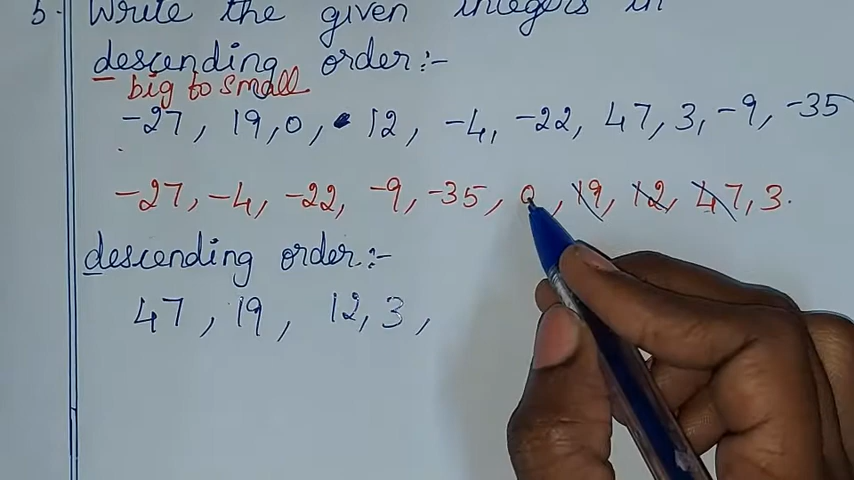 5. Write the given integers in
descending order:-
big to small
-27, 19, 0, 12, -4, -22, 47, 3, -9, -35
-27, -4, -22, -9, -35, 0, 19, 12, 47, 3.
descending order:-
47, 19, 12, 3,